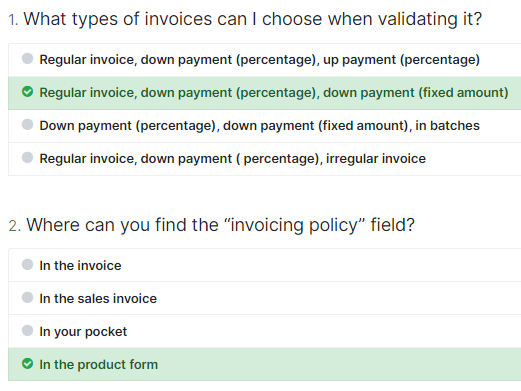 1. What types of invoices can I choose when validating it?
Regular invoice, down payment (percentage), up payment (percentage)
Regular invoice, down payment (percentage), down payment (fixed amount)
Down payment (percentage), down payment (fixed amount), in batches
Regular invoice, down payment ( percentage), irregular invoice
2. Where can you find the “invoicing policy” field?
In the invoice
In the sales invoice
In your pocket
In the product form